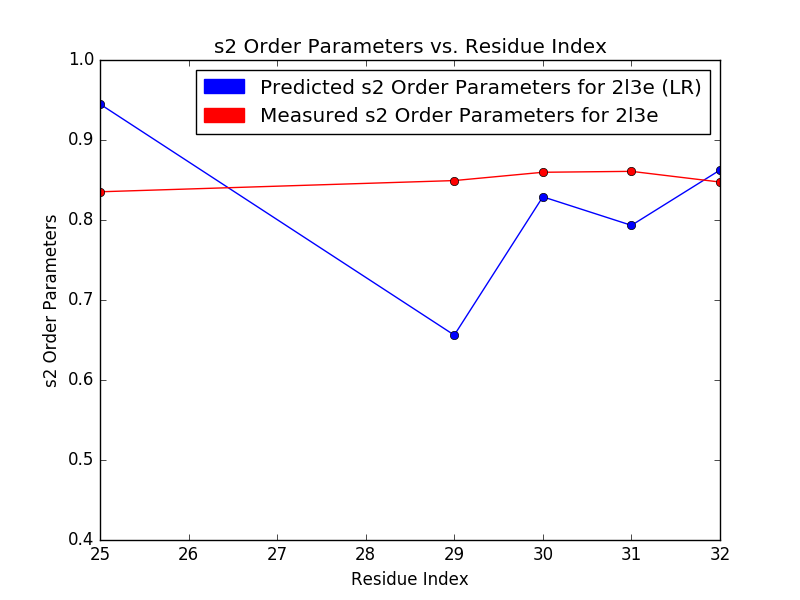 s2 Order Parameters vs. Residue Index
Predicted s2 Order Parameters for 2l3e (LR)
Measured s2 Order Parameters for 2l3e
s2 Order Parameters
1.0
0.9
0.8
0.7
0.6
0.5
0.4
25 26 27 28 29 30 31 32
Residue Index